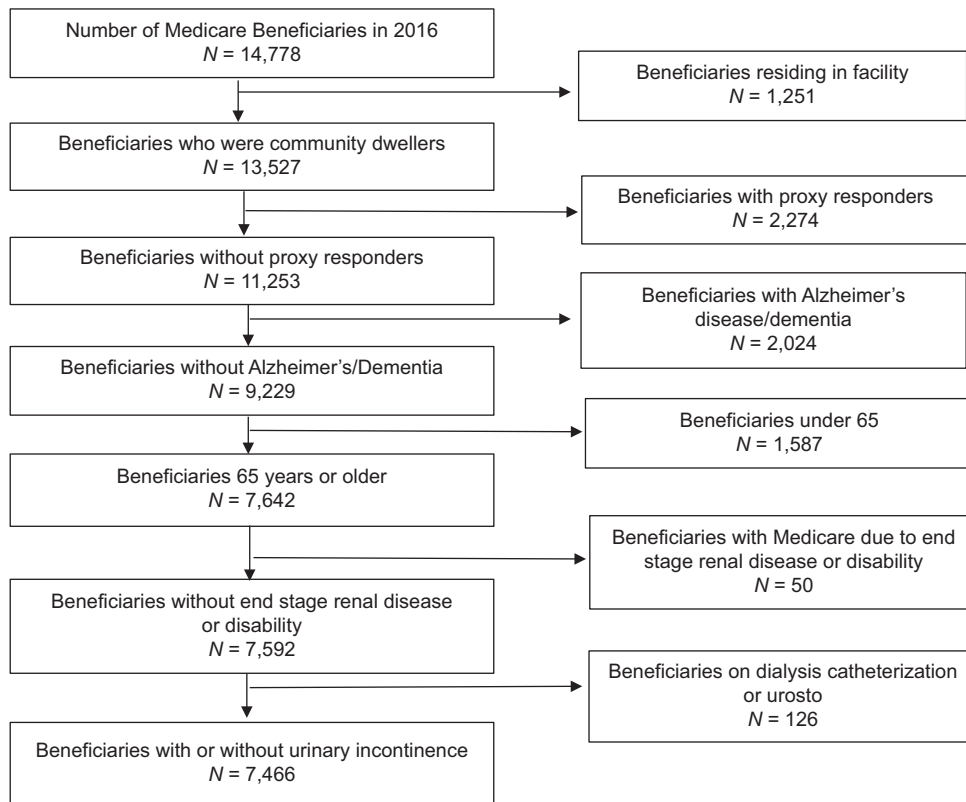 Number of Medicare Beneficiaries in 2016
N = 14,778
Beneficiaries residing in facility
N = 1,251
Beneficiaries who were community dwellers
N = 13,527
Beneficiaries with proxy responders
N = 2,274
Beneficiaries without proxy responders
N = 11,253
Beneficiaries with Alzheimer's
disease/dementia
N = 2,024
Beneficiaries without Alzheimer's/Dementia
N = 9,229
Beneficiaries under 65
N = 1,587
Beneficiaries 65 years or older
N = 7,642
Beneficiaries with Medicare due to end
stage renal disease or disability
N = 50
Beneficiaries without end stage renal disease
or disability
N = 7,592
Beneficiaries on dialysis catheterization
or urosto
N = 126
Beneficiaries with or without urinary incontinence
N = 7,466